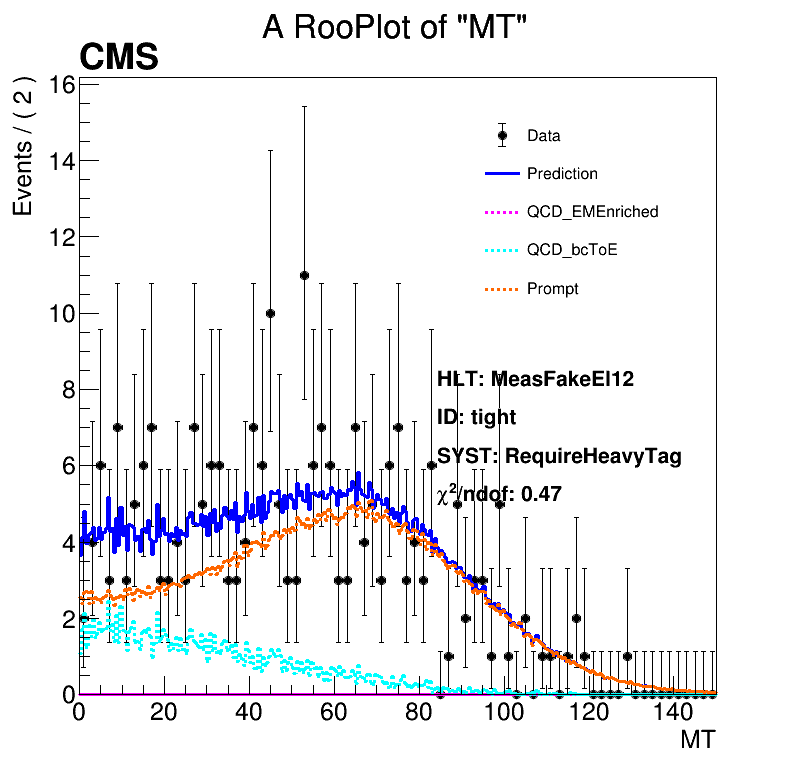 A RooPlot of "MT"
CMS
Events / ( 2 )
16
14
12
10
8
6
4
2
0
Data
Prediction
QCD_EMEnriched
QCD_bcToE
Prompt
HLT: MeasFakeEl12
ID: tight
SYST: RequireHeavyTag
χ²/ndof: 0.47
0 20 40 60 80 100 120 140
MT